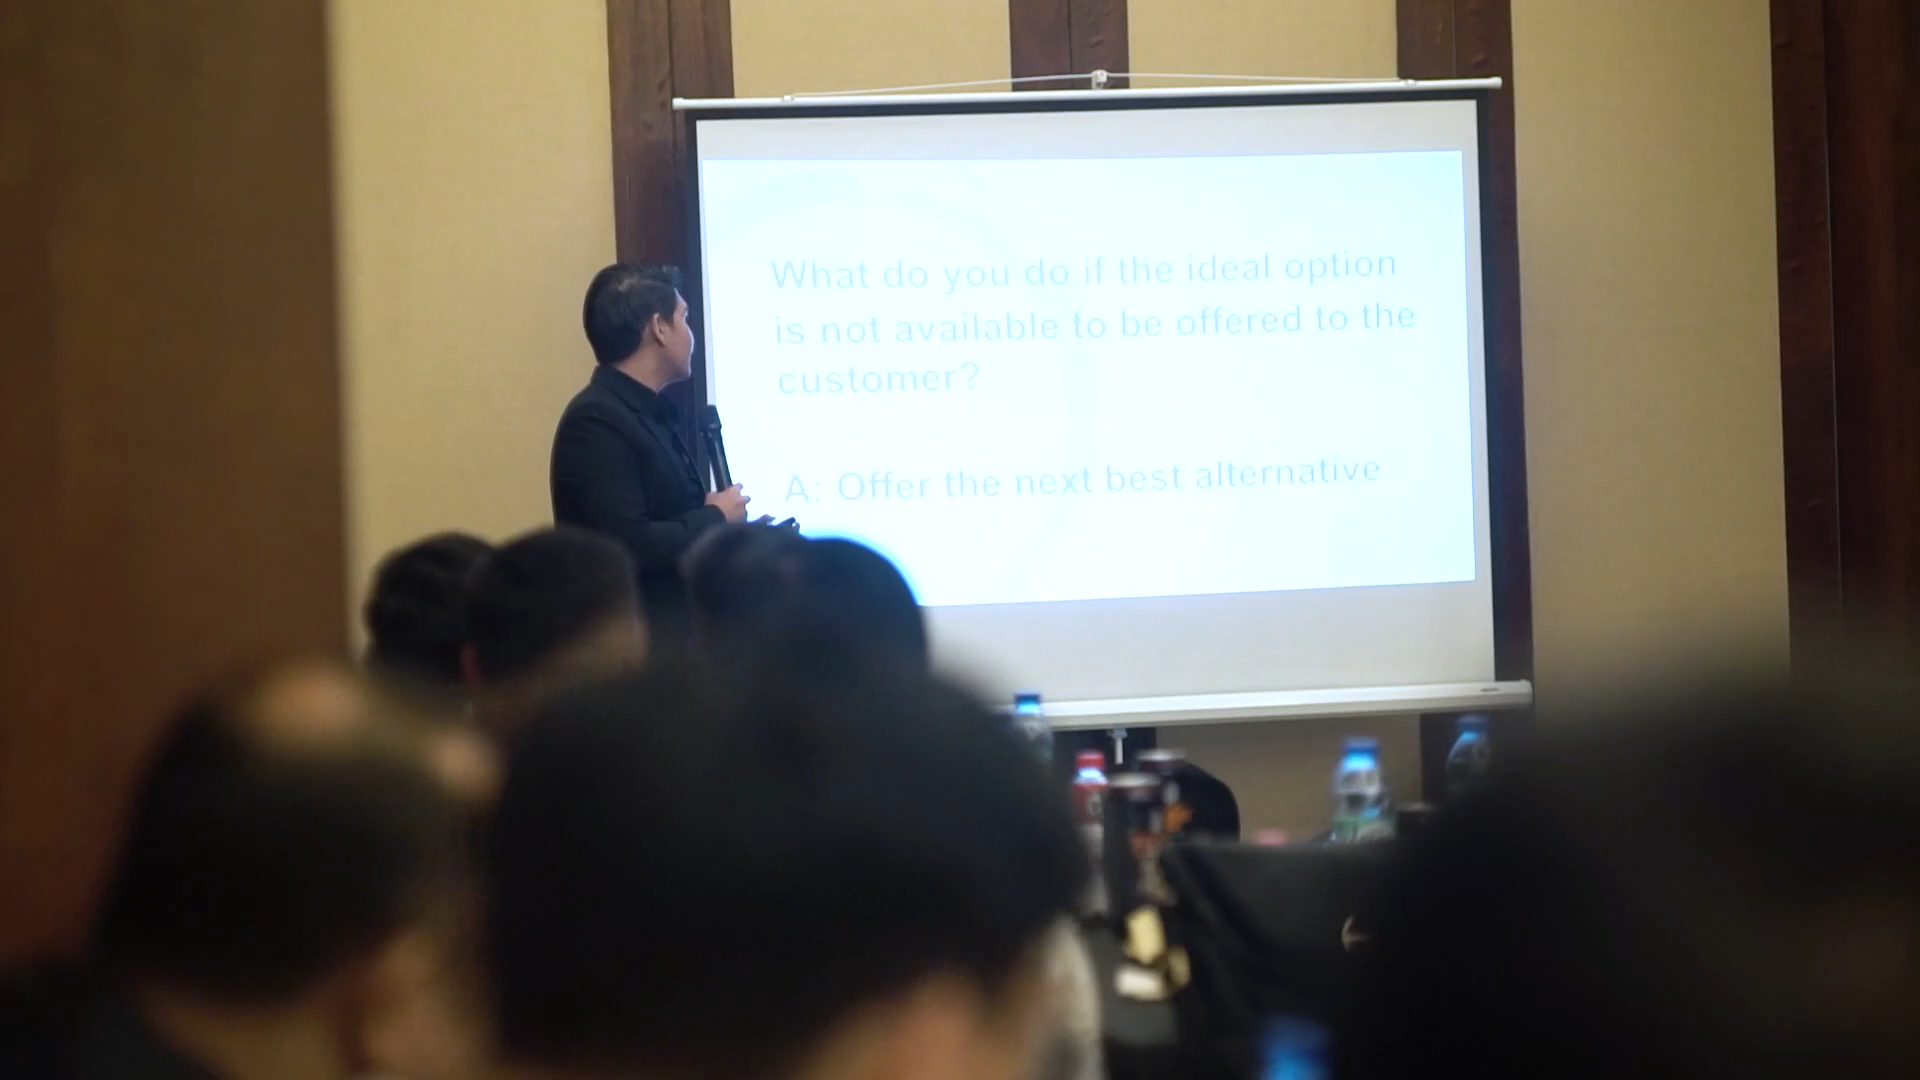 What do you do if the ideal option
is not available to be offered to the
customer?
A: Offer the next best alternative